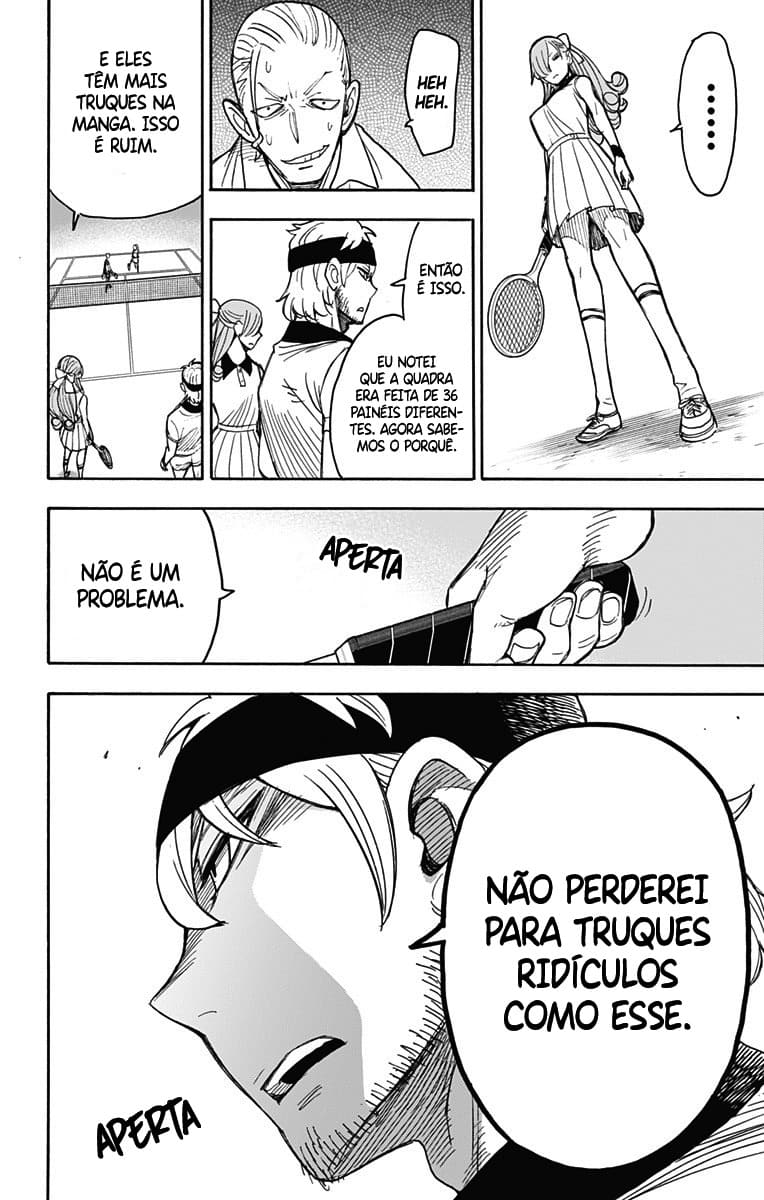 .....
HEH
HEH.
ENTÃO
É ISSO.
EU NOTEI
QUE A QUADRA
ERA FEITA DE 36
PAINÉIS DIFEREN-
TES. AGORA SABE-
MOS O PORQUÊ.
E ELES
TÊM MAIS
TRUQUES NA
MANGA. ISSO
É RUIM.
APERTA
NÃO É UM
PROBLEMA.
NÃO PERDEREI
PARA TRUQUES
RIDÍCULOS
COMO ESSE.
APERTA